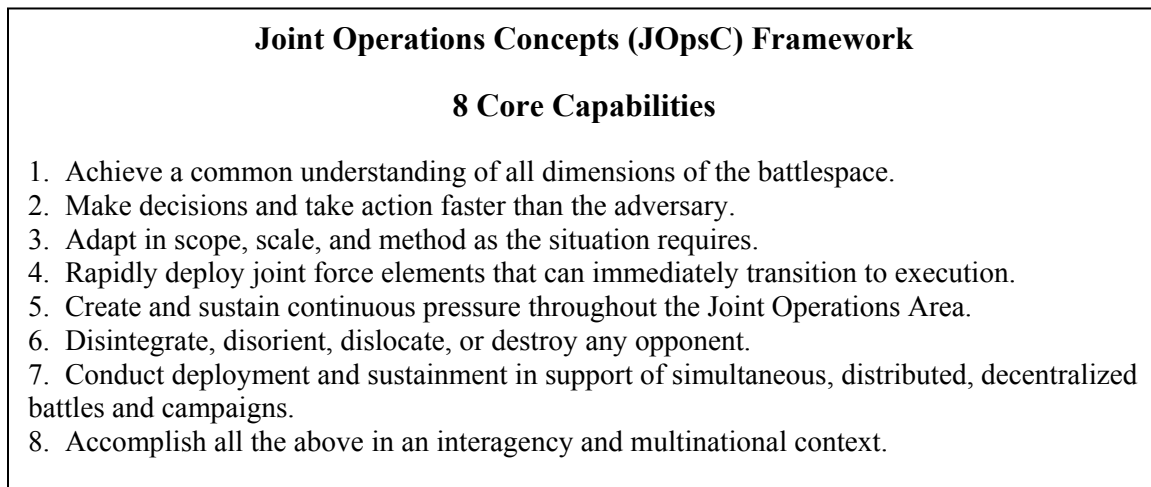 Joint Operations Concepts (JOpsC) Framework
8 Core Capabilities
1. Achieve a common understanding of all dimensions of the battlespace.
2. Make decisions and take action faster than the adversary.
3. Adapt in scope, scale, and method as the situation requires.
4. Rapidly deploy joint force elements that can immediately transition to execution.
5. Create and sustain continuous pressure throughout the Joint Operations Area.
6. Disintegrate, disorient, dislocate, or destroy any opponent.
7. Conduct deployment and sustainment in support of simultaneous, distributed, decentralized
battles and campaigns.
8. Accomplish all the above in an interagency and multinational context.